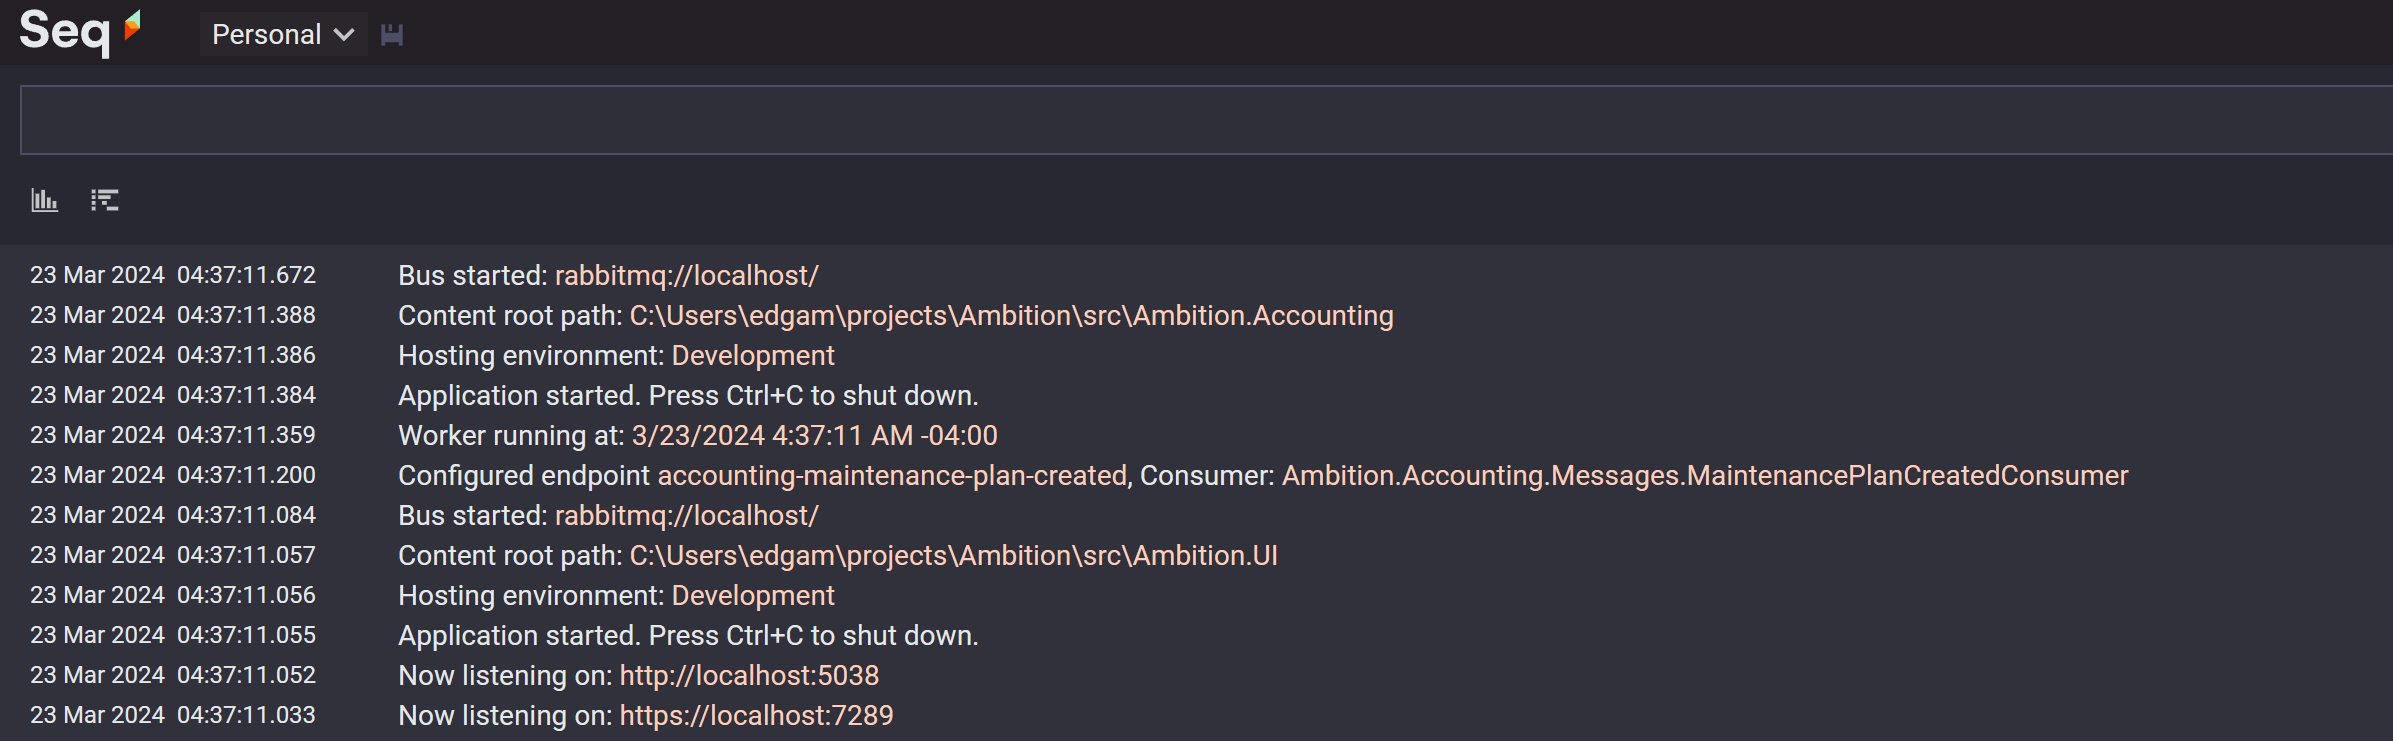 Seq
Personal
23 Mar 2024 04:37:11.672 Bus started: rabbitmq://localhost/
23 Mar 2024 04:37:11.388 Content root path: C:\Users\edgam\projects\Ambition\src\Ambition.Accounting
23 Mar 2024 04:37:11.386 Hosting environment: Development
23 Mar 2024 04:37:11.384 Application started. Press Ctrl+C to shut down.
23 Mar 2024 04:37:11.359 Worker running at: 3/23/2024 4:37:11 AM -04:00
23 Mar 2024 04:37:11.200 Configured endpoint accounting-maintenance-plan-created, Consumer: Ambition.Accounting.Messages.MaintenancePlanCreatedConsumer
23 Mar 2024 04:37:11.084 Bus started: rabbitmq://localhost/
23 Mar 2024 04:37:11.057 Content root path: C:\Users\edgam\projects\Ambition\src\Ambition.UI
23 Mar 2024 04:37:11.056 Hosting environment: Development
23 Mar 2024 04:37:11.055 Application started. Press Ctrl+C to shut down.
23 Mar 2024 04:37:11.052 Now listening on: http://localhost:5038
23 Mar 2024 04:37:11.033 Now listening on: https://localhost:7289